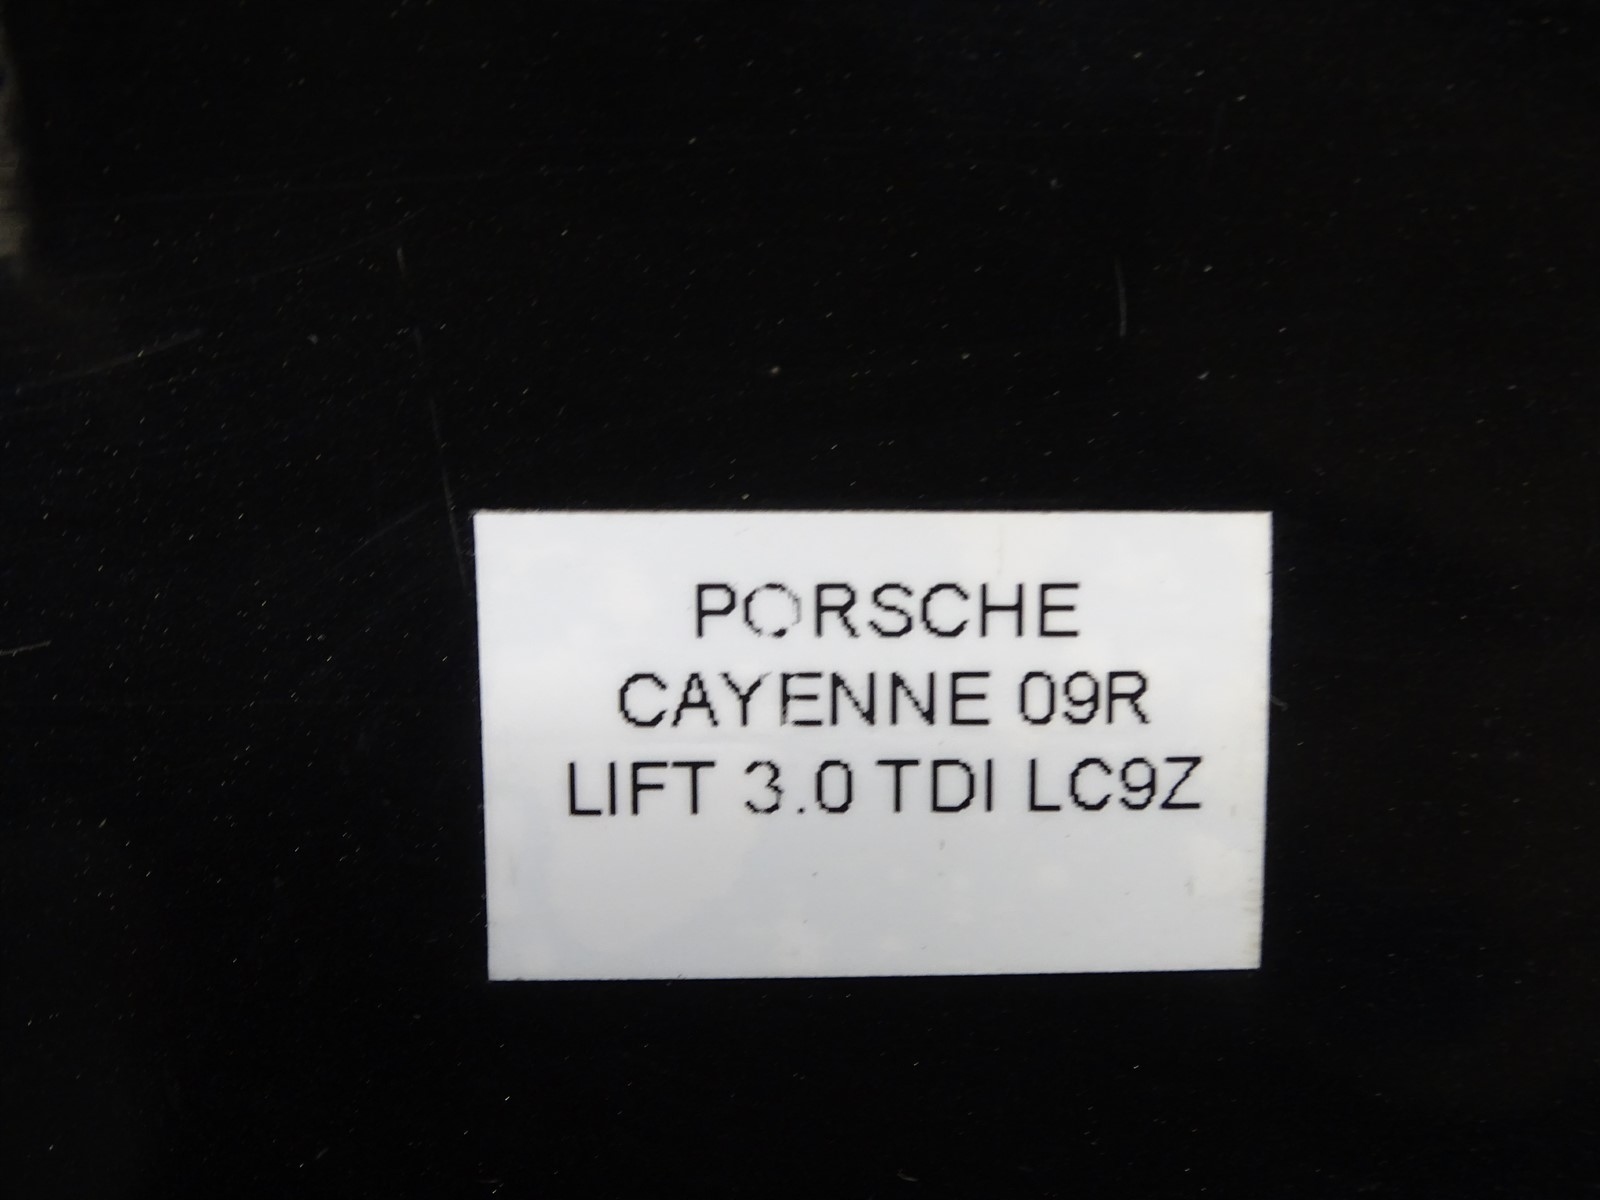 PORSCHE
CAYENNE 09R
LIFT 3.0 TDI LC9Z